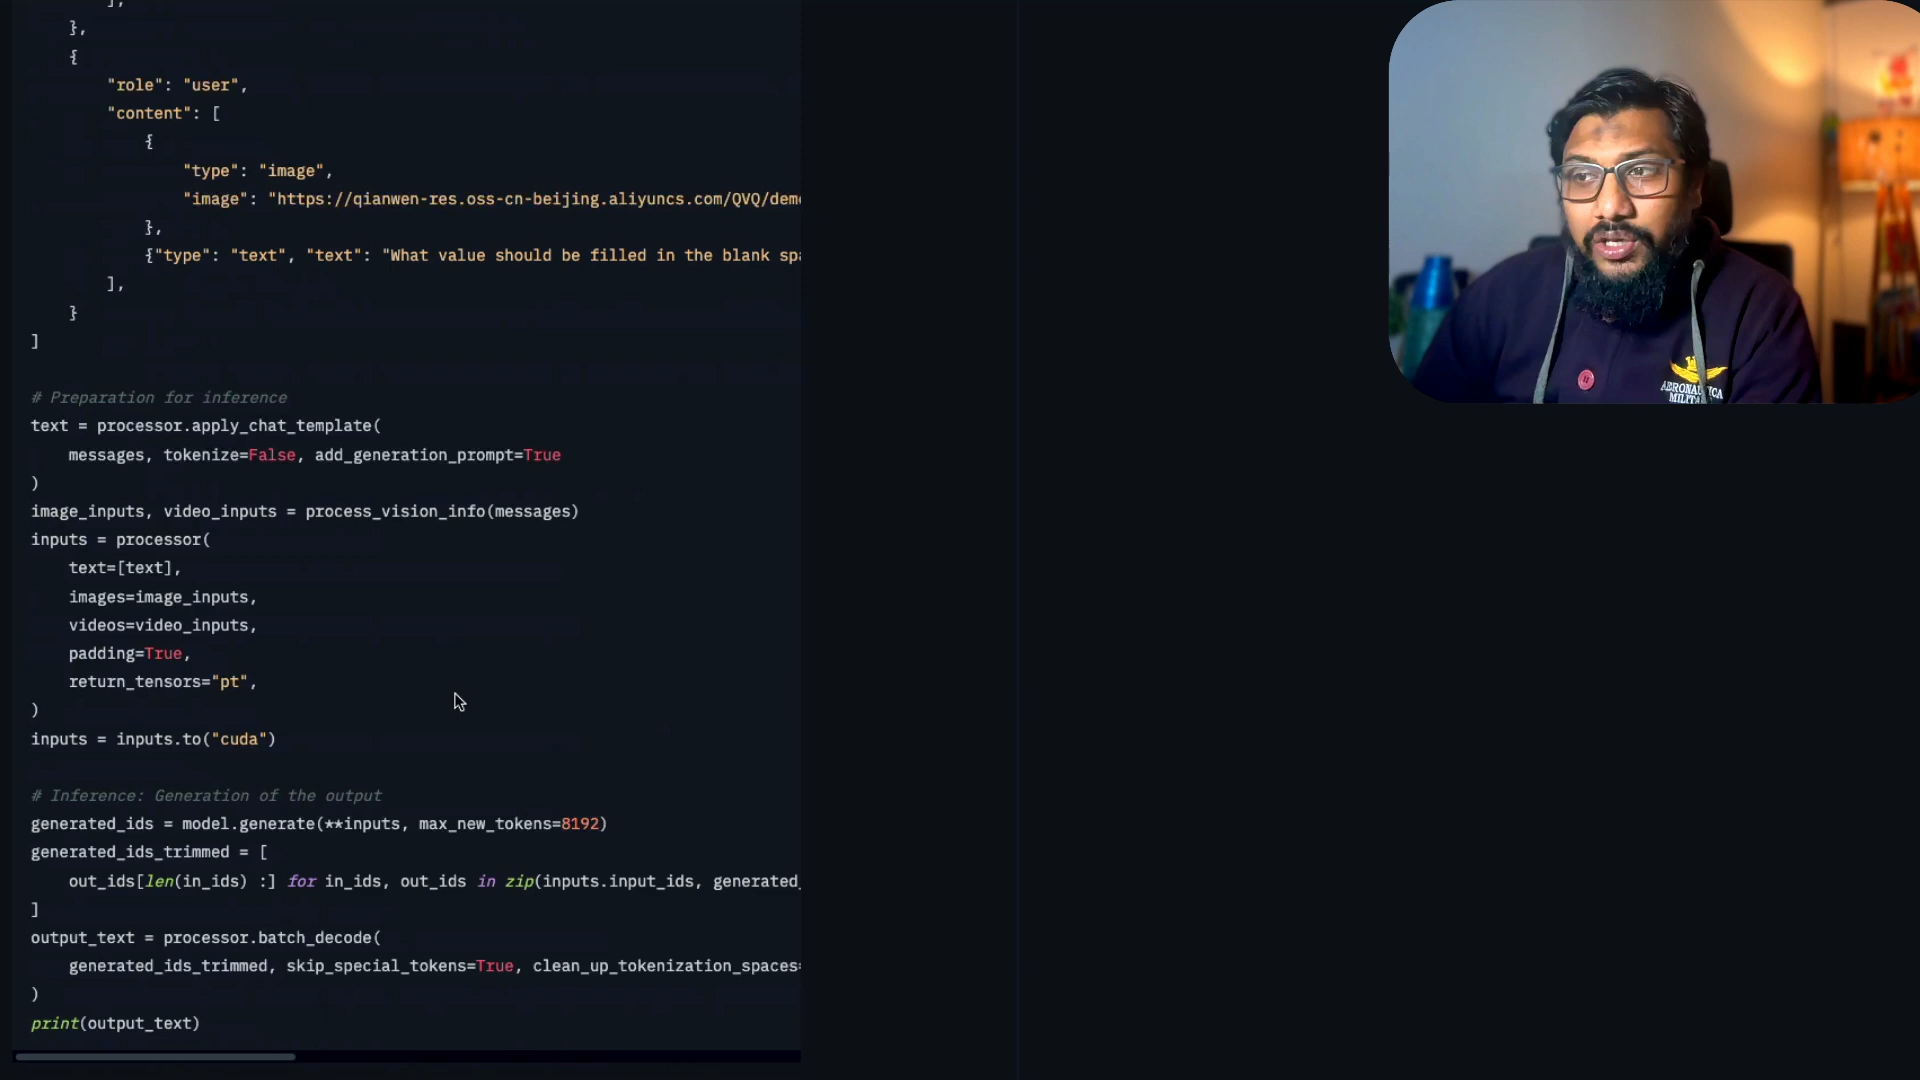 ],
},
{
"role": "user",
"content": [
{
"type": "image",
"image": "https://qianwen-res.oss-cn-beijing.aliyuncs.com/QVQ/dem
},
{"type": "text", "text": "What value should be filled in the blank sp
],
}
]
# Preparation for inference
text = processor.apply_chat_template(
messages, tokenize=False, add_generation_prompt=True
)
image_inputs, video_inputs = process_vision_info(messages)
inputs = processor(
text=[text],
images=image_inputs,
videos=video_inputs,
padding=True,
return_tensors="pt",
)
inputs = inputs.to("cuda")
# Inference: Generation of the output
generated_ids = model.generate(**inputs, max_new_tokens=8192)
generated_ids_trimmed = [
out_ids[len(in_ids) :] for in_ids, out_ids in zip(inputs.input_ids, generated_
]
output_text = processor.batch_decode(
generated_ids_trimmed, skip_special_tokens=True, clean_up_tokenization_spaces=
)
print(output_text)